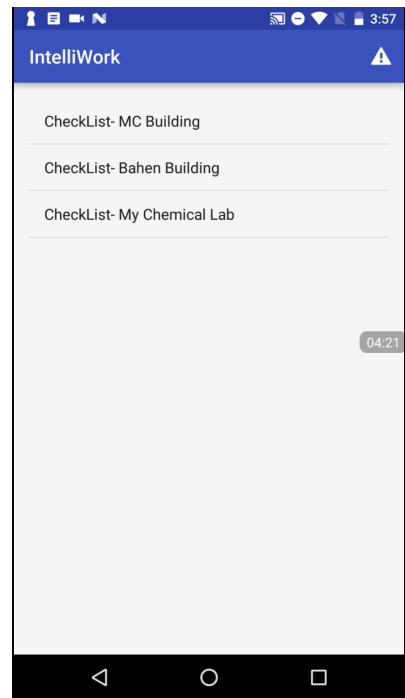 3:57
IntelliWork
CheckList- MC Building
CheckList- Bahen Building
CheckList- My Chemical Lab
04:21